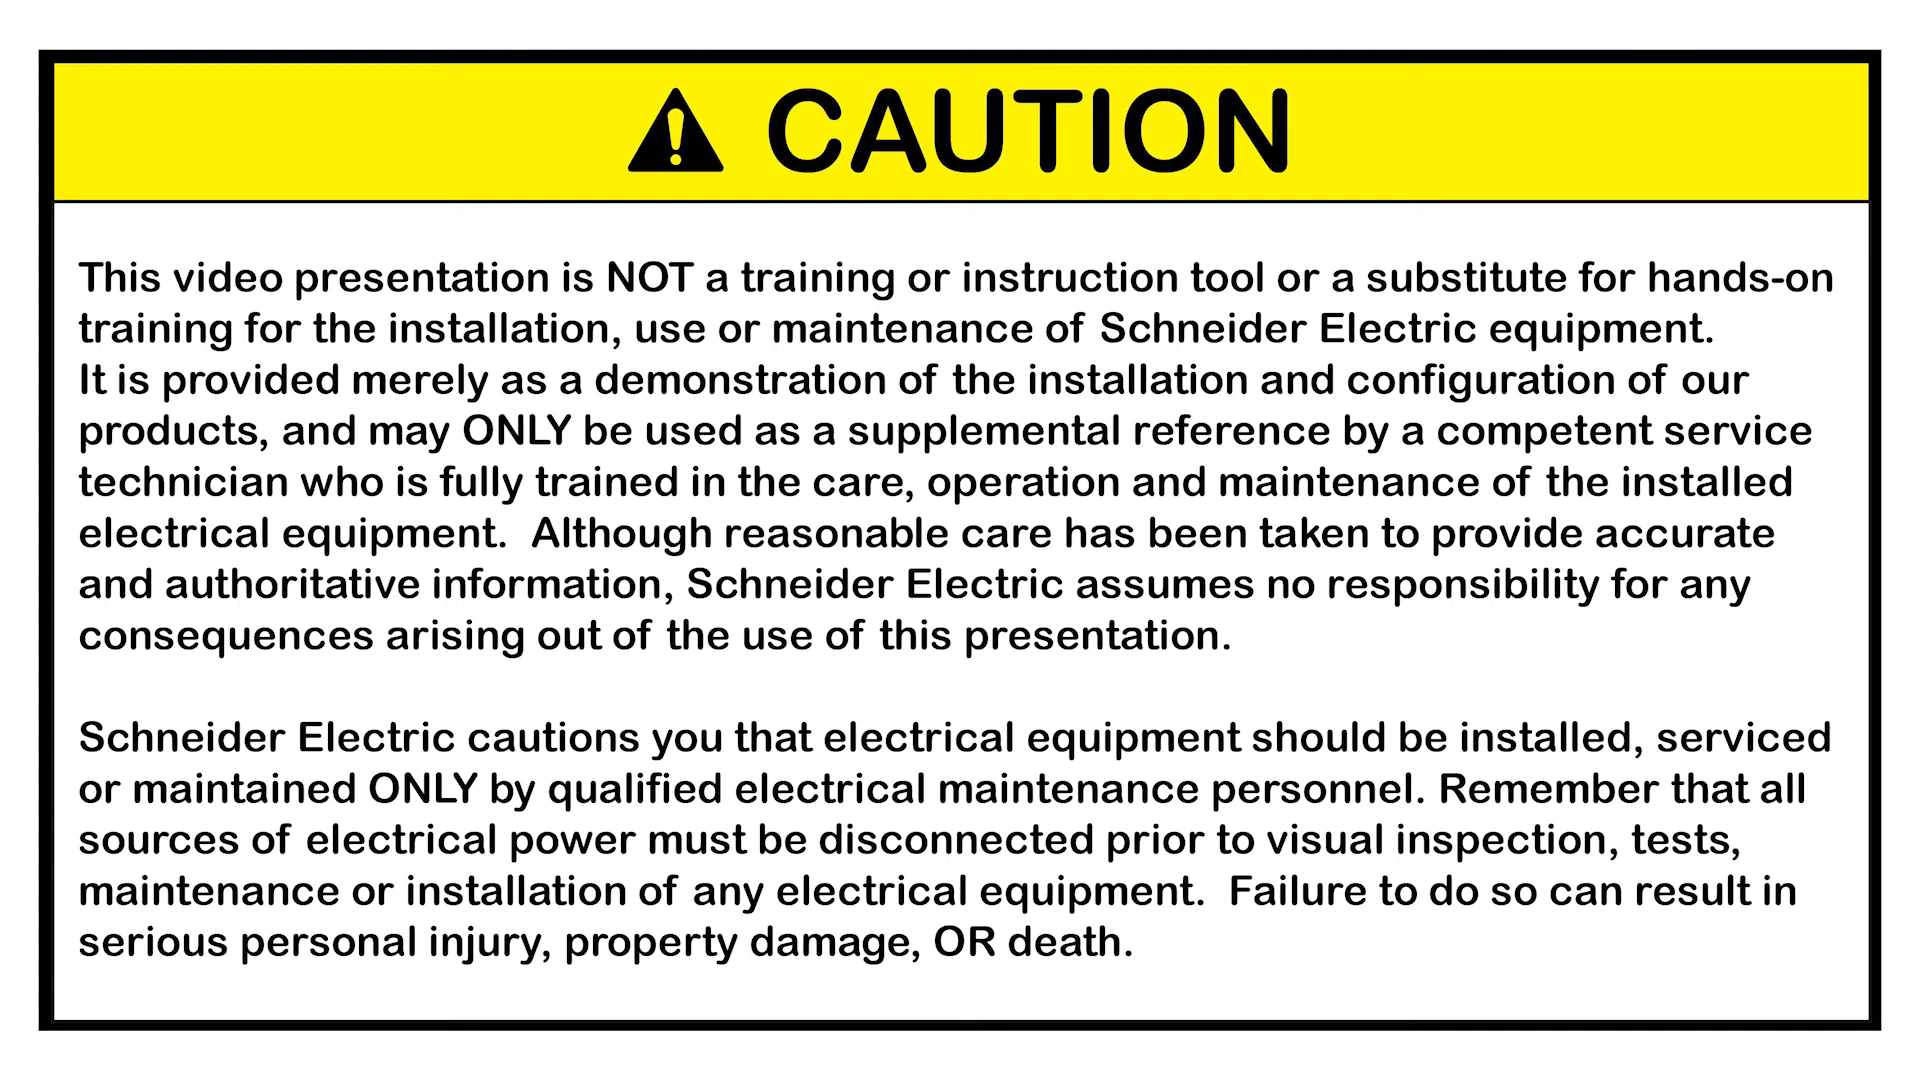 CAUTION
This video presentation is NOT a training or instruction tool or a substitute for hands-on
training for the installation, use or maintenance of Schneider Electric equipment.
It is provided merely as a demonstration of the installation and configuration of our
products, and may ONLY be used as a supplemental reference by a competent service
technician who is fully trained in the care, operation and maintenance of the installed
electrical equipment.  Although reasonable care has been taken to provide accurate
and authoritative information, Schneider Electric assumes no responsibility for any
consequences arising out of the use of this presentation.
Schneider Electric cautions you that electrical equipment should be installed, serviced
or maintained ONLY by qualified electrical maintenance personnel. Remember that all
sources of electrical power must be disconnected prior to visual inspection, tests,
maintenance or installation of any electrical equipment.  Failure to do so can result in
serious personal injury, property damage, OR death.